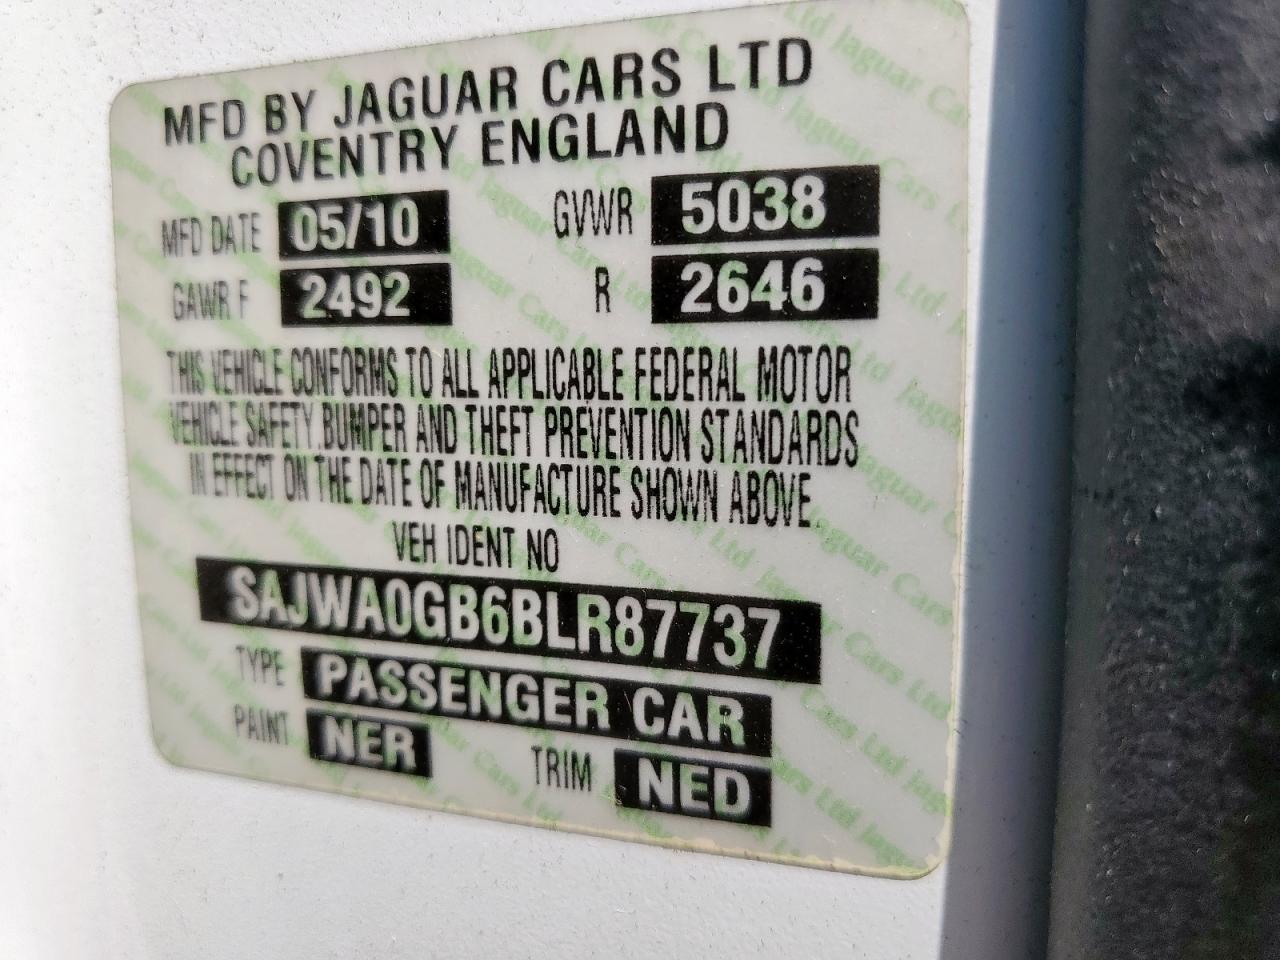 MFD BY JAGUAR CARS LTD
COVENTRY ENGLAND
MFD DATE 05/10 GVWR 5038
GAWR F 2492 R 2646
THIS VEHICLE CONFORMS TO ALL APPLICABLE FEDERAL MOTOR
VEHICLE SAFETY.BUMPER AND THEFT PREVENTION STANDARDS
IN EFFECT ON THE DATE OF MANUFACTURE SHOWN ABOVE.
VEH IDENT NO
SAJWA0GB6BLR87737
TYPE PASSENGER CAR
PAINT NER TRIM NED